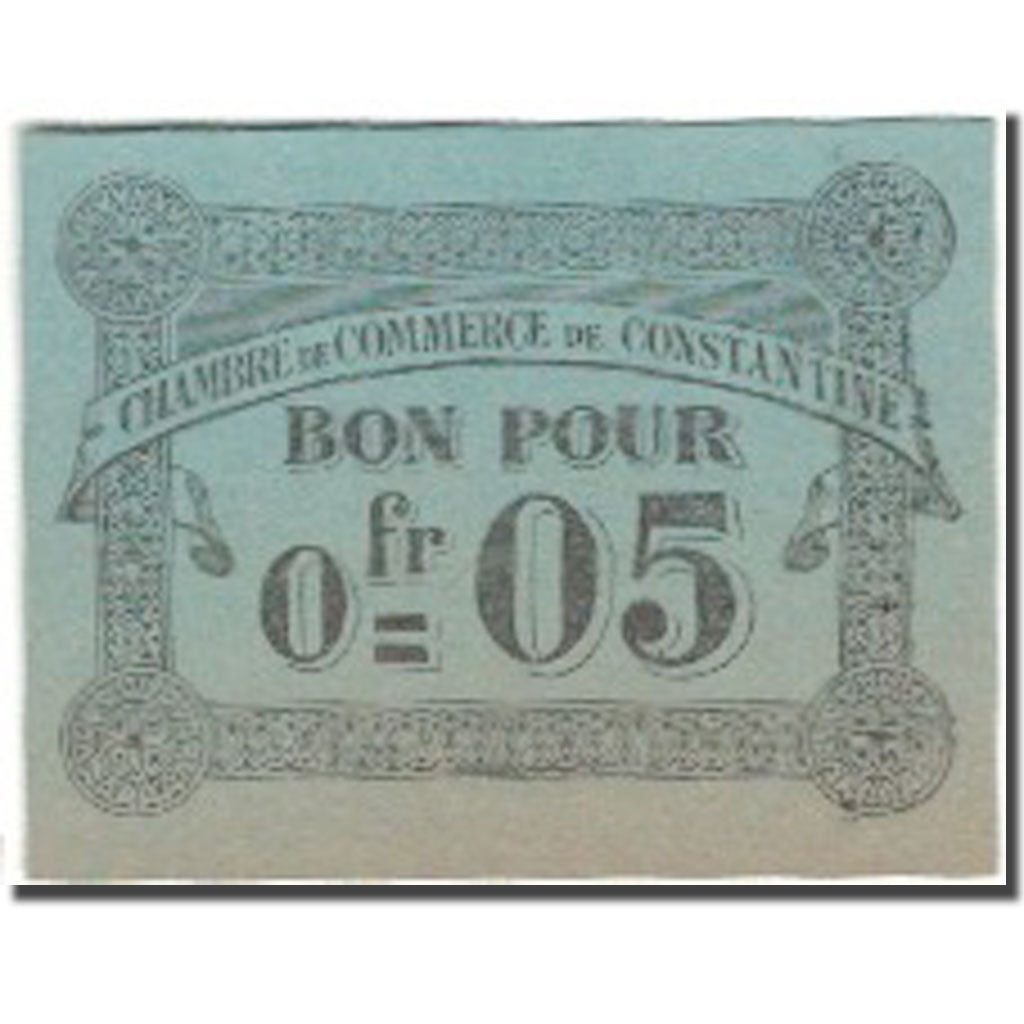 CHAMBRE DE COMMERCE DE CONSTANTINE
BON POUR
0fr=05